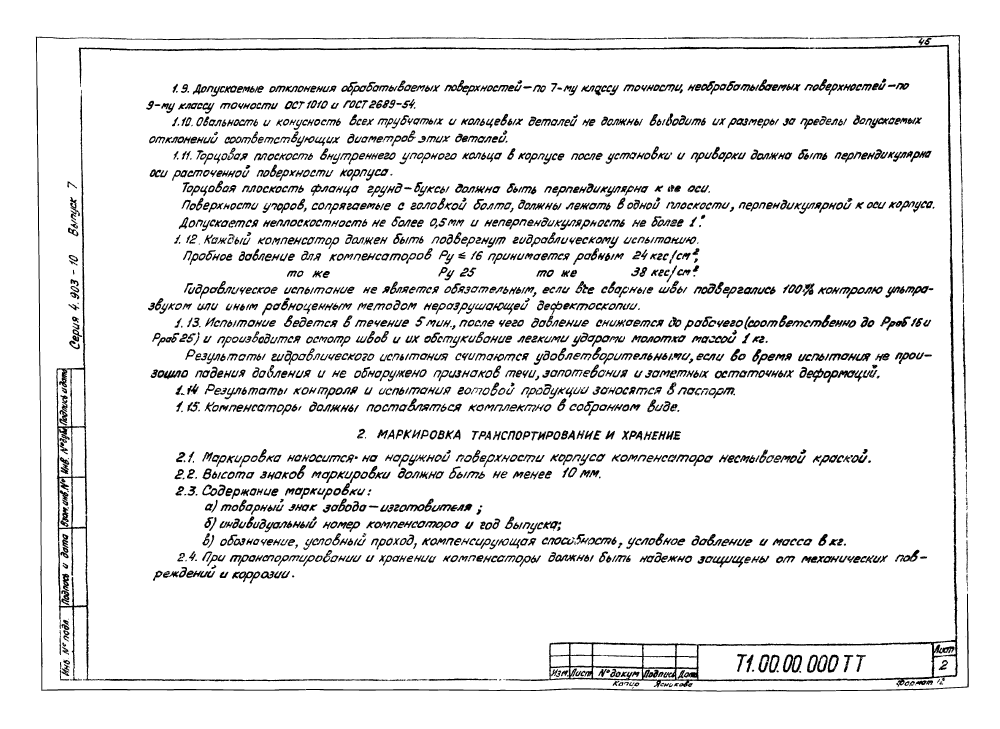 45
1.9. Допускаемые отклонения обрабатываемых поверхностей—по 7-му классу точности, необрабатываемых поверхностей—по
9-му классу точности ОСТ 1010 и ГОСТ 2689-54.
1.10. Овальность и конусность всех трубчатых и кольцевых деталей не должны выводить их размеры за пределы допускаемых
отклонений соответствующих диаметров этих деталей.
1.11. Торцовая плоскость внутреннего упорного кольца в корпусе после установки и приварки должна быть перпендикулярна
оси расточенной поверхности корпуса.
Торцовая плоскость фланца грунд-буксы должна быть перпендикулярна к ее оси.
Поверхности упоров, сопрягаемые с головкой болта, должны лежать в одной плоскости, перпендикулярной к оси корпуса.
Допускается неплоскостность не более 0,5мм и неперпендикулярность не более 1°.
1.12. Каждый компенсатор должен быть подвергнут гидравлическому испытанию.
Пробное давление для компенсаторов Ру ≤ 16 принимается равным 24 кгс/см²,
то же Ру 25 то же 38 кгс/см².
Гидравлическое испытание не является обязательным, если все сварные швы подвергались 100% контролю ультра-
звуком или иным равноценным методом неразрушающей дефектоскопии.
1.13. Испытание ведется в течение 5 мин., после чего давление снижается до рабочего (соответственно до Рраб 16 и
Рраб 25) и производится осмотр швов и их обстукивание легкими ударами молотка массой 1 кг.
Результаты гидравлического испытания считаются удовлетворительными, если во время испытания не прои-
зошло падения давления и не обнаружено признаков течи, запотевания и заметных остаточных деформаций.
1.14 Результаты контроля и испытания готовой продукции заносятся в паспорт.
1.15. Компенсаторы должны поставляться комплектно в собранном виде.
2. МАРКИРОВКА ТРАНСПОРТИРОВАНИЕ И ХРАНЕНИЕ
2.1. Маркировка наносится на наружной поверхности корпуса компенсатора несмываемой краской.
2.2. Высота знаков маркировки должна быть не менее 10 мм.
2.3. Содержание маркировки:
а) товарный знак завода—изготовителя;
б) индивидуальный номер компенсатора и год выпуска;
в) обозначение, условный проход, компенсирующая способность, условное давление и масса в кг.
2.4. При транспортировании и хранении компенсаторы должны быть надежно защищены от механических пов-
реждений и коррозии.
Серия 4.903-10 Выпуск 7
Инв. № подл. Подпись и дата Взам. инв. № Инв. № дубл. Подпись и дата
Изм. Лист № докум Подпись Дата
Т1.00.00.000 ТТ
Лист
2
Копир Формат 12